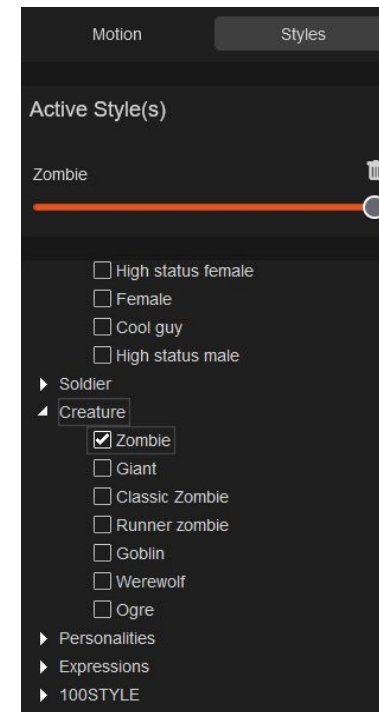 Motion Styles
Active Style(s)
Zombie
High status female
Female
Cool guy
High status male
Soldier
Creature
Zombie
Giant
Classic Zombie
Runner zombie
Goblin
Werewolf
Ogre
Personalities
Expressions
100STYLE